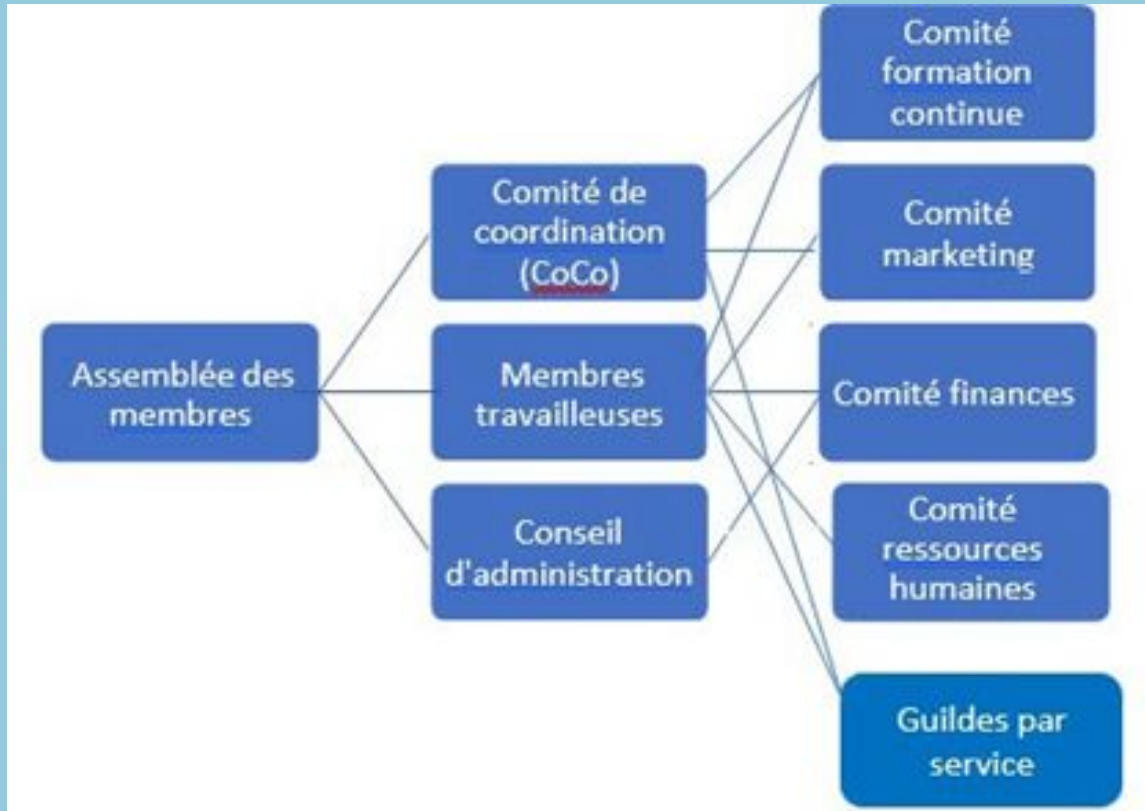 Assemblée des
membres
Comité de
coordination
(CoCo)
Membres
travailleuses
Conseil
d'administration
Comité
formation
continue
Comité
marketing
Comité finances
Comité
ressources
humaines
Guildes par
service